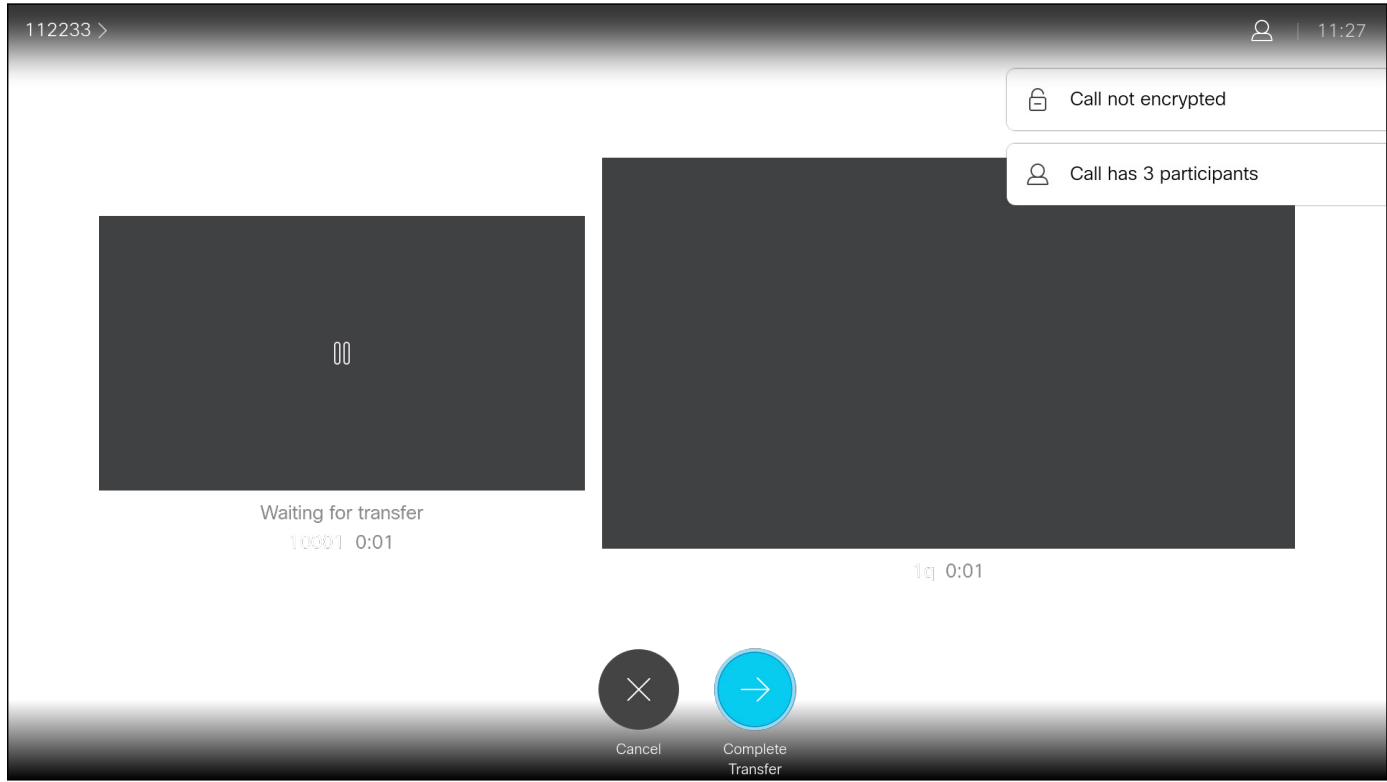 112233
11:27
Call not encrypted
Call has 3 participants
Waiting for transfer
10001 0:01
1q 0:01
Cancel
Complete
Transfer